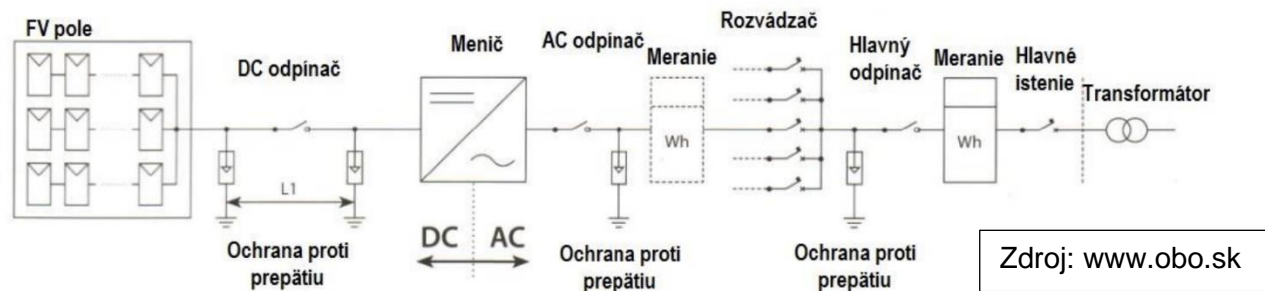 FV pole
DC odpínač
Menič
AC odpínač
Meranie
Rozvádzač
Hlavný
odpínač
Meranie
Hlavné
istenie
Transformátor
Wh
Wh
L1
DC
AC
Ochrana proti
prepätiu
Ochrana proti
prepätiu
Ochrana proti
prepätiu
Zdroj: www.obo.sk